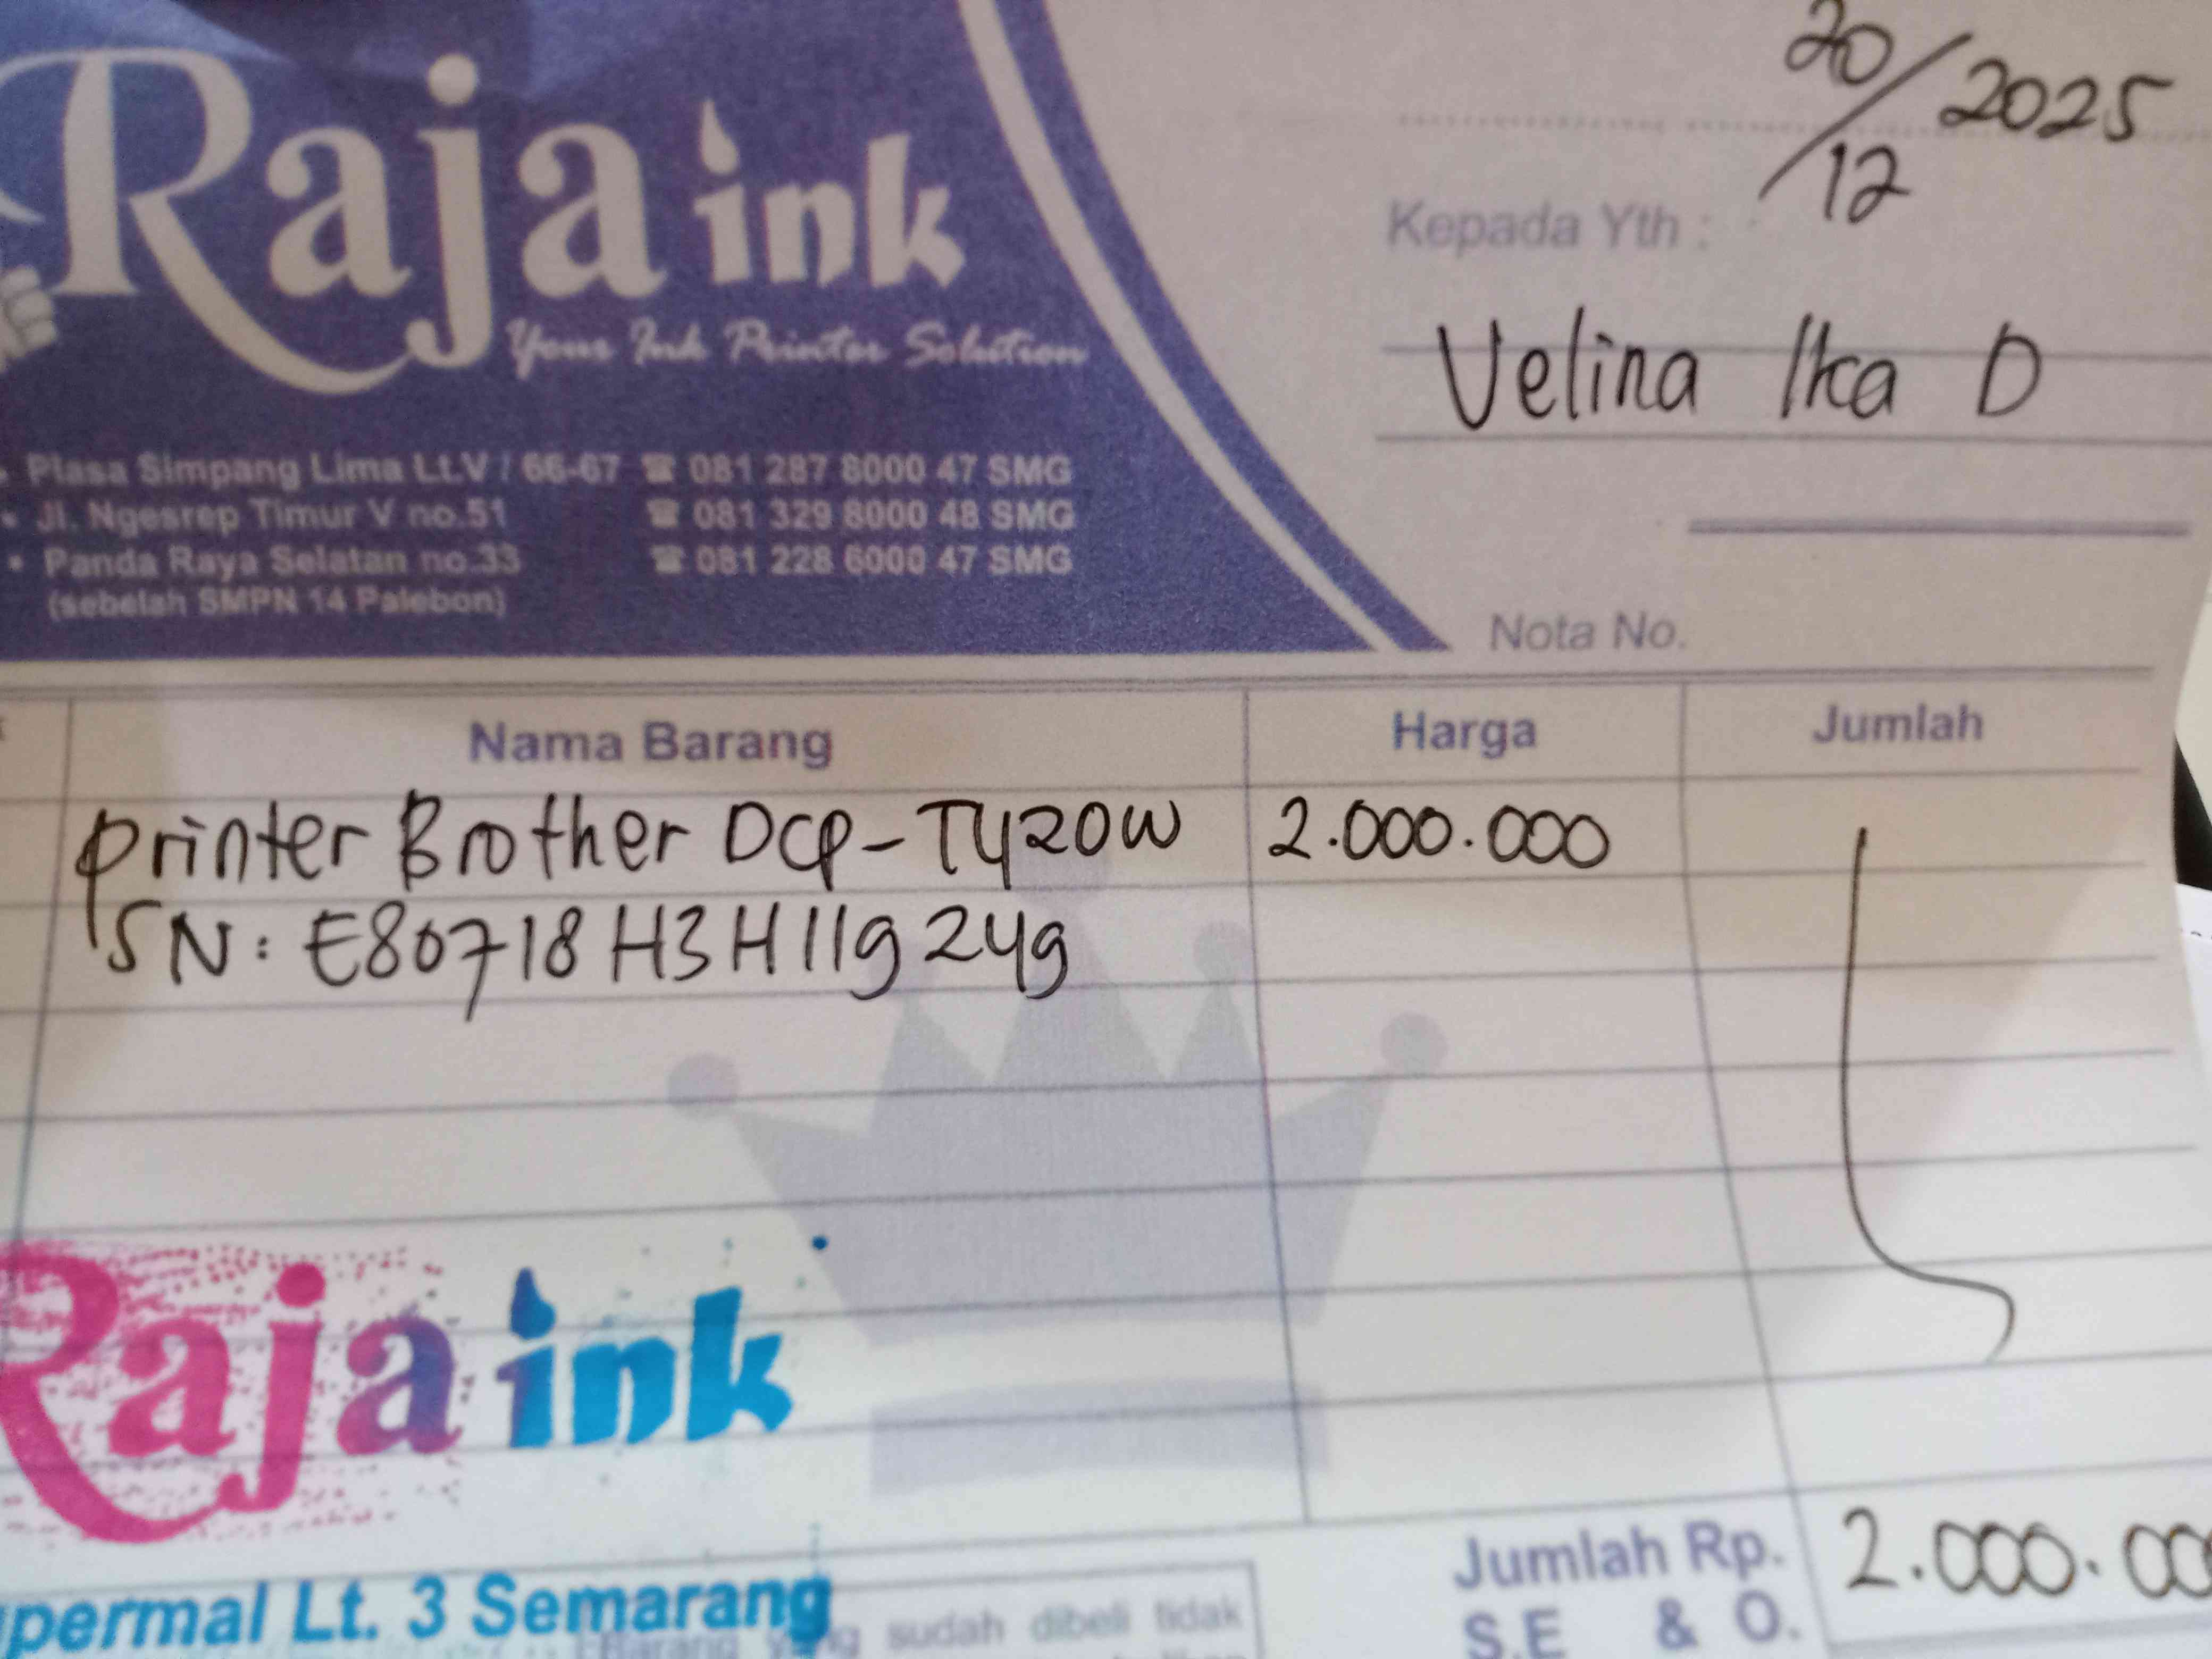 Raja ink
Your Ink Printer Solution
Plasa Simpang Lima Lt.V / 66-67 ☎ 081 287 8000 47 SMG
• Jl. Ngesrep Timur V no.51 ☎ 081 329 8000 48 SMG
• Panda Raya Selatan no.33 ☎ 081 228 6000 47 SMG
(sebelah SMPN 14 Palebon)
20/12/2025
Kepada Yth :
Velina Ika D
Nota No.
Nama Barang Harga Jumlah
Printer Brother DCP-T420W 2.000.000
SN: E80718H3H119249
Raja ink
permal Lt. 3 Semarang
Barang yang sudah dibeli tidak
Jumlah Rp. 2.000.00
S.E & O.